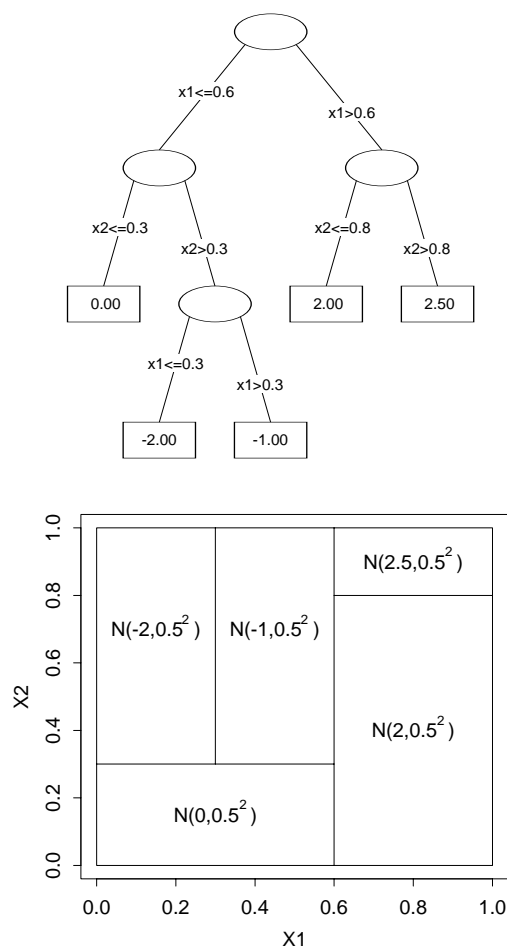 x1<=0.6
x1>0.6
x2<=0.3
x2>0.3
x2<=0.8
x2>0.8
0.00
2.00
2.50
x1<=0.3
x1>0.3
-2.00
-1.00
1.0
0.8
0.6
0.4
0.2
0.0
X2
N(2.5,0.5²)
N(-2,0.5²)
N(-1,0.5²)
N(2,0.5²)
N(0,0.5²)
0.0 0.2 0.4 0.6 0.8 1.0
X1